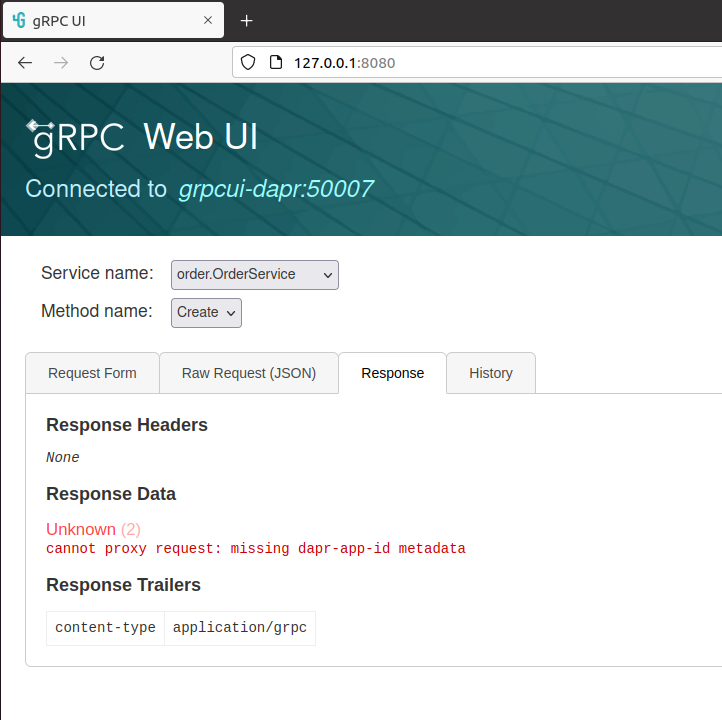 gRPC UI
127.0.0.1:8080
gRPC Web UI
Connected to grpcui-dapr:50007
Service name: order.OrderService
Method name: Create
Request Form Raw Request (JSON) Response History
Response Headers
None
Response Data
Unknown (2)
cannot proxy request: missing dapr-app-id metadata
Response Trailers
content-type application/grpc